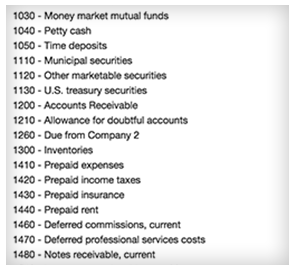 1030 - Money market mutual funds
1040 - Petty cash
1050 - Time deposits
1110 - Municipal securities
1120 - Other marketable securities
1130 - U.S. treasury securities
1200 - Accounts Receivable
1210 - Allowance for doubtful accounts
1260 - Due from Company 2
1300 - Inventories
1410 - Prepaid expenses
1420 - Prepaid income taxes
1430 - Prepaid insurance
1440 - Prepaid rent
1460 - Deferred commissions, current
1470 - Deferred professional services costs
1480 - Notes receivable, current